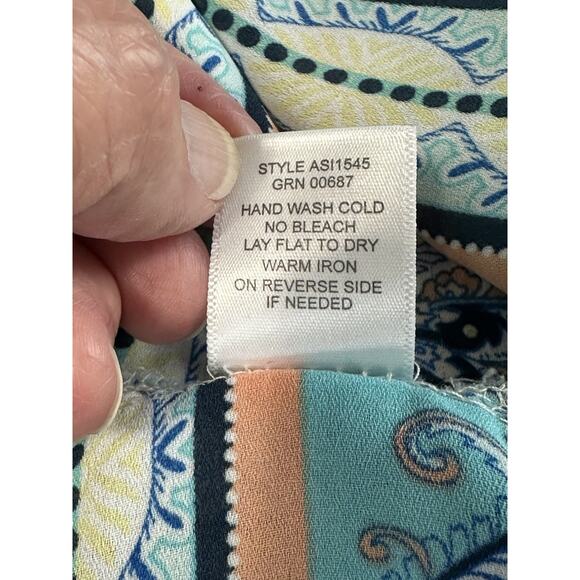 STYLE ASI1545
GRN 00687
HAND WASH COLD
NO BLEACH
LAY FLAT TO DRY
WARM IRON
ON REVERSE SIDE
IF NEEDED